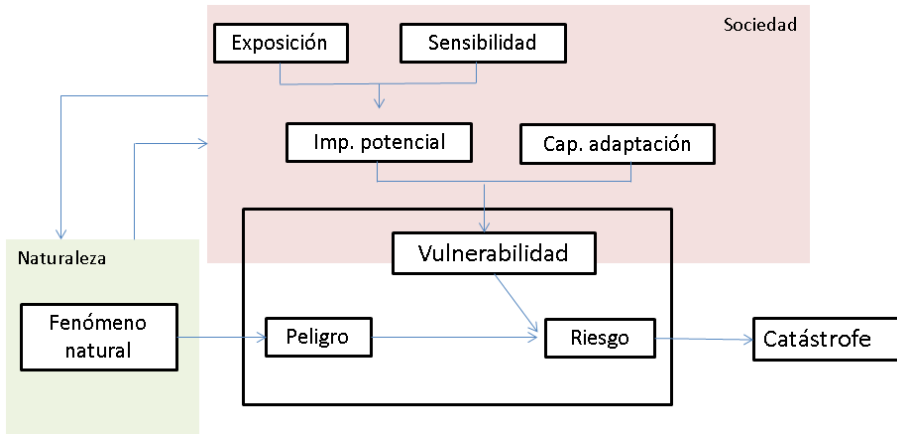 Sociedad
Exposición
Sensibilidad
Imp. potencial
Cap. adaptación
Vulnerabilidad
Naturaleza
Fenómeno
natural
Peligro
Riesgo
Catástrofe